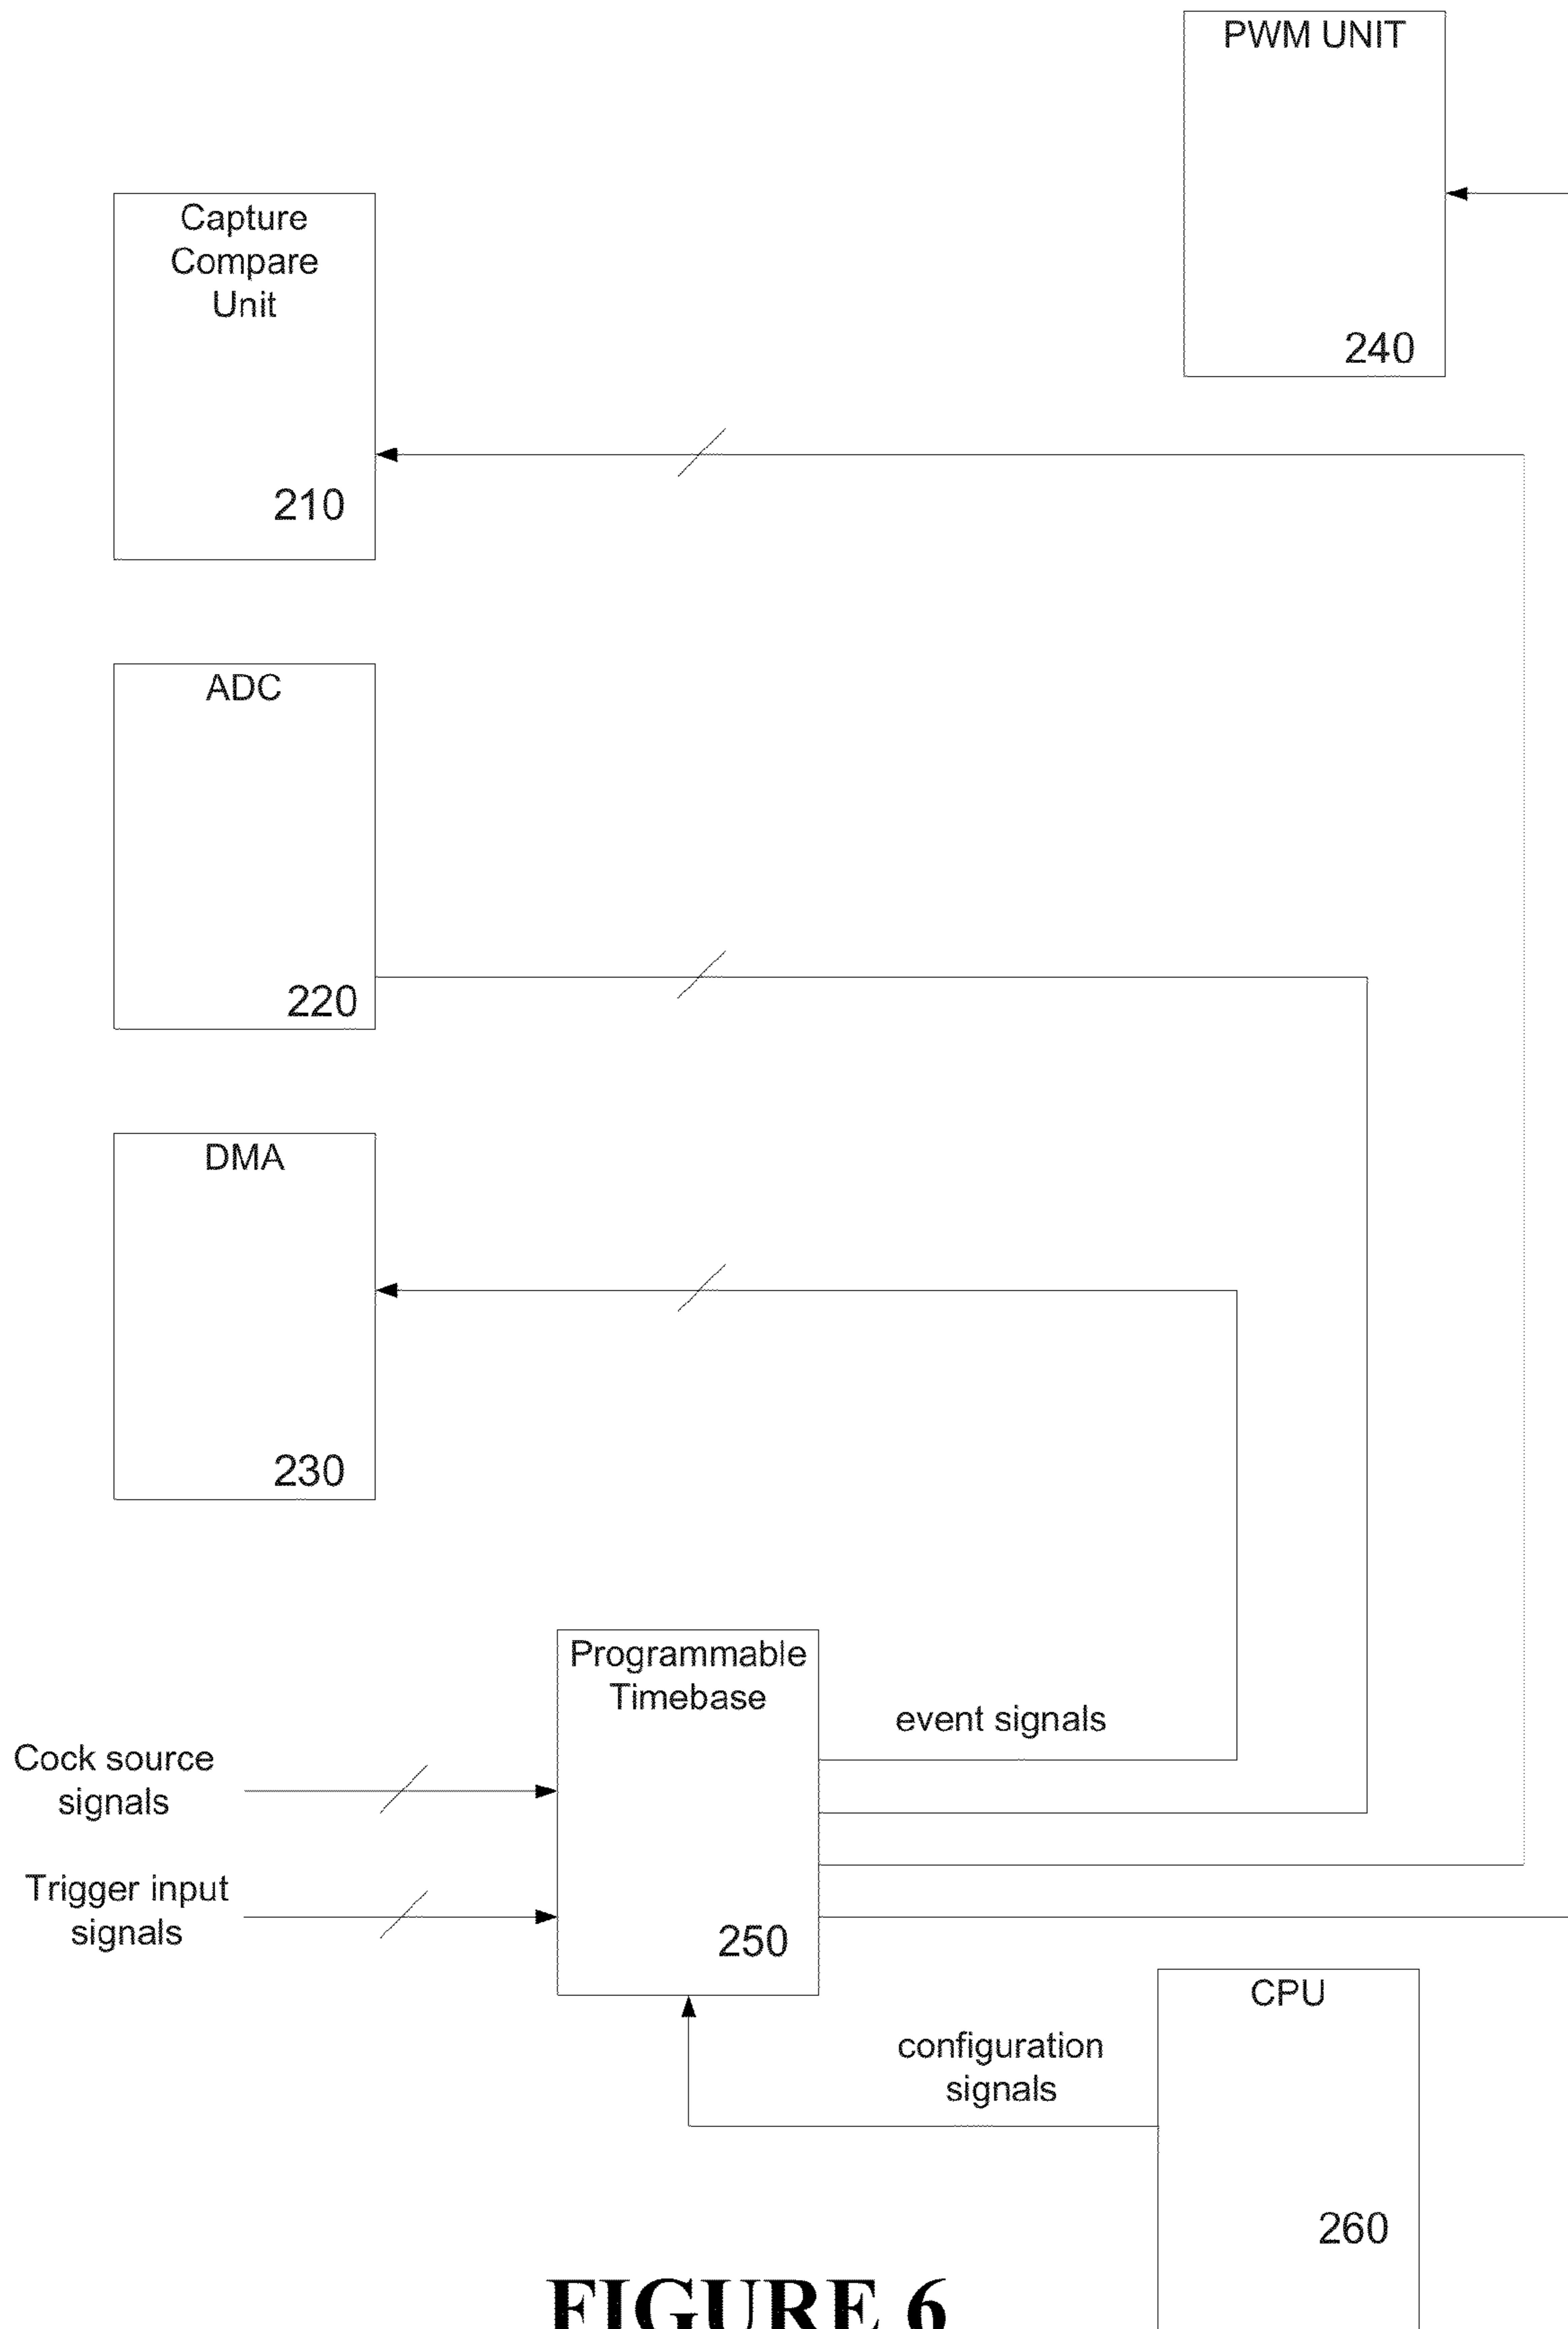 PWM UNIT
240
Capture
Compare
Unit
210
ADC
220
DMA
230
Programmable
Timebase
250
event signals
Cock source
signals
Trigger input
signals
CPU
260
configuration
signals
FIGURE 6